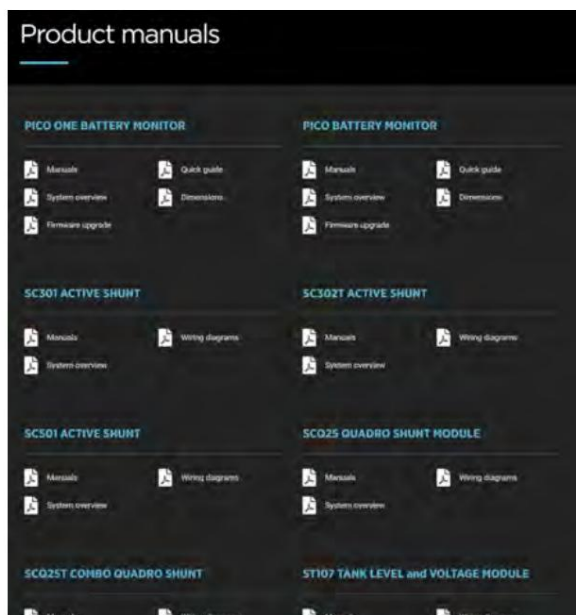 Product manuals
PICO ONE BATTERY MONITOR
Manuals Quick guide
System overview Dimensions
Firmware upgrade
PICO BATTERY MONITOR
Manuals Quick guide
System overview Dimensions
Firmware upgrade
SC301 ACTIVE SHUNT
Manuals Wiring diagrams
System overview
SC302T ACTIVE SHUNT
Manuals Wiring diagrams
System overview
SC501 ACTIVE SHUNT
Manuals Wiring diagrams
System overview
SCQ25 QUADRO SHUNT MODULE
Manuals Wiring diagrams
System overview
SCQ25T COMBO QUADRO SHUNT
ST107 TANK LEVEL and VOLTAGE MODULE